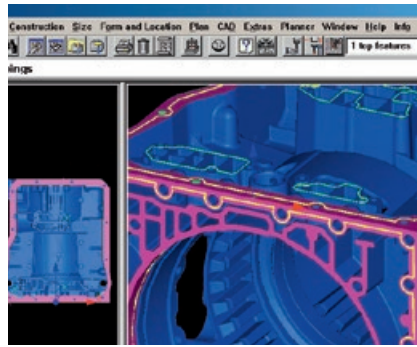 Construction Size Form and Location Plan CAD Extras Planner Window Help Info
1 top features
ings